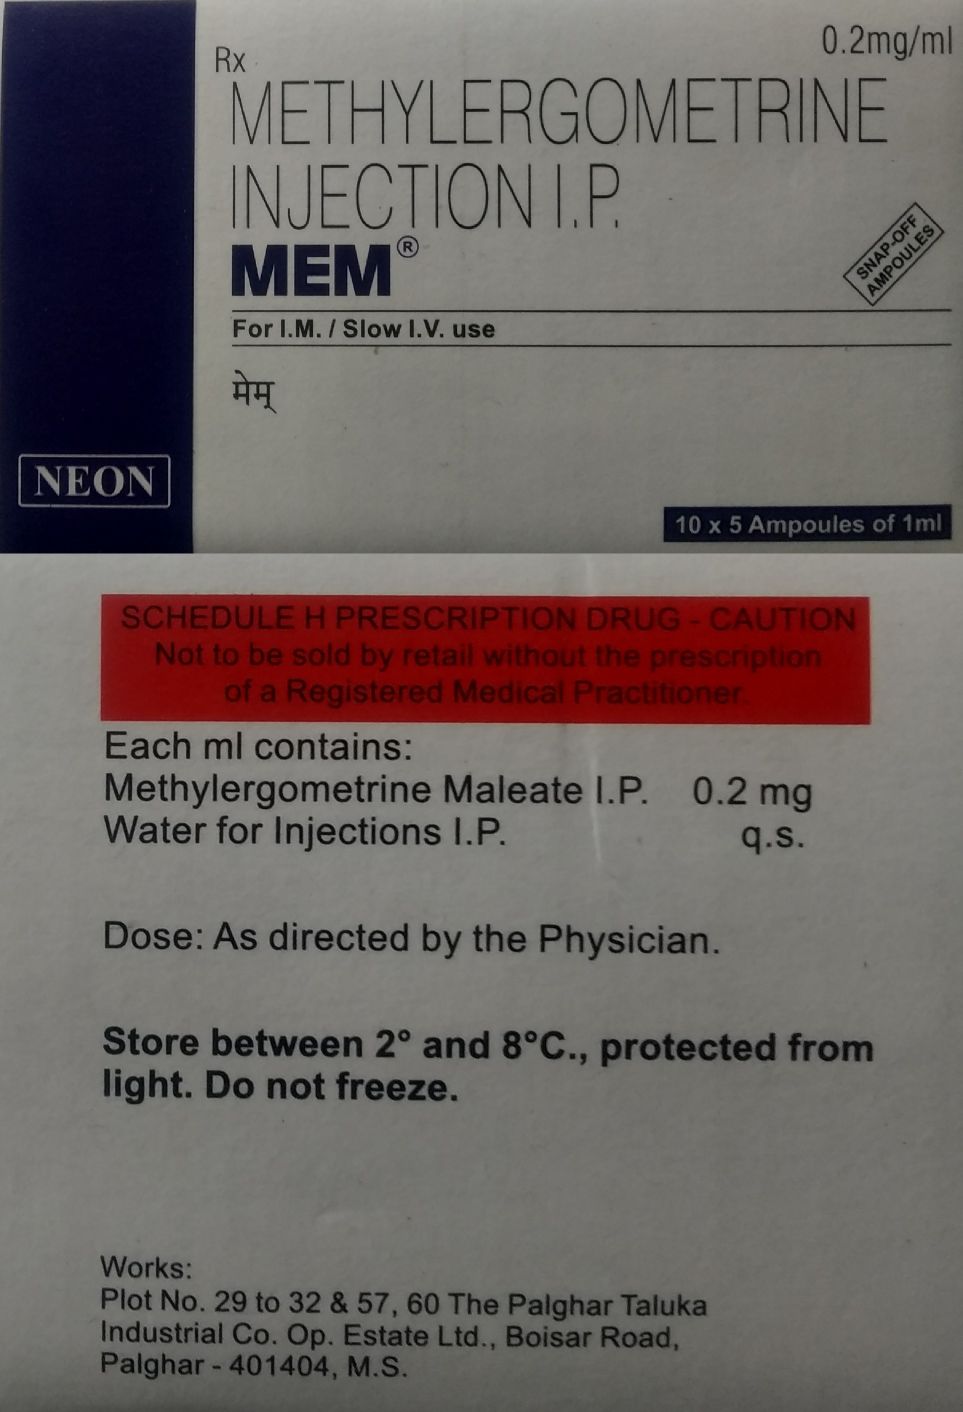 0.2mg/ml
Rx
METHYLERGOMETRINE
INJECTION I.P.
MEM®
SNAP-OFF
AMPOULES
For I.M. / Slow I.V. use
मेम्
NEON
10 x 5 Ampoules of 1ml
SCHEDULE H PRESCRIPTION DRUG - CAUTION
Not to be sold by retail without the prescription
of a Registered Medical Practitioner.
Each ml contains:
Methylergometrine Maleate I.P. 0.2 mg
Water for Injections I.P. q.s.
Dose: As directed by the Physician.
Store between 2° and 8°C., protected from
light. Do not freeze.
Works:
Plot No. 29 to 32 & 57, 60 The Palghar Taluka
Industrial Co. Op. Estate Ltd., Boisar Road,
Palghar - 401404, M.S.